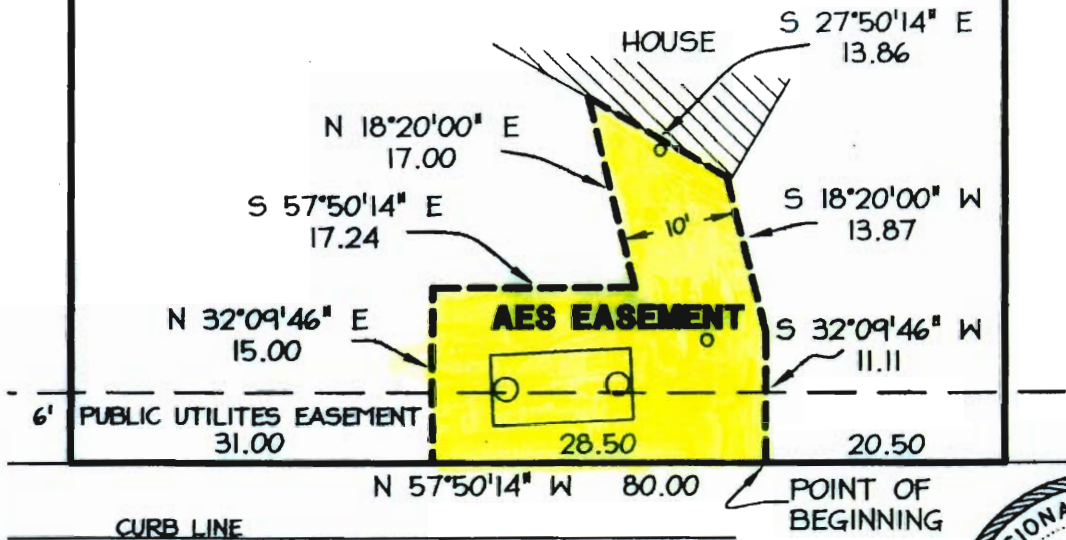 HOUSE
S 27°50'14" E
13.86
N 18°20'00" E
17.00
S 57°50'14" E
17.24
S 18°20'00" W
13.87
10'
N 32°09'46" E
15.00
AES EASEMENT
S 32°09'46" W
11.11
6' PUBLIC UTILITES EASEMENT
31.00
28.50
20.50
N 57°50'14" W 80.00
POINT OF
BEGINNING
CURB LINE